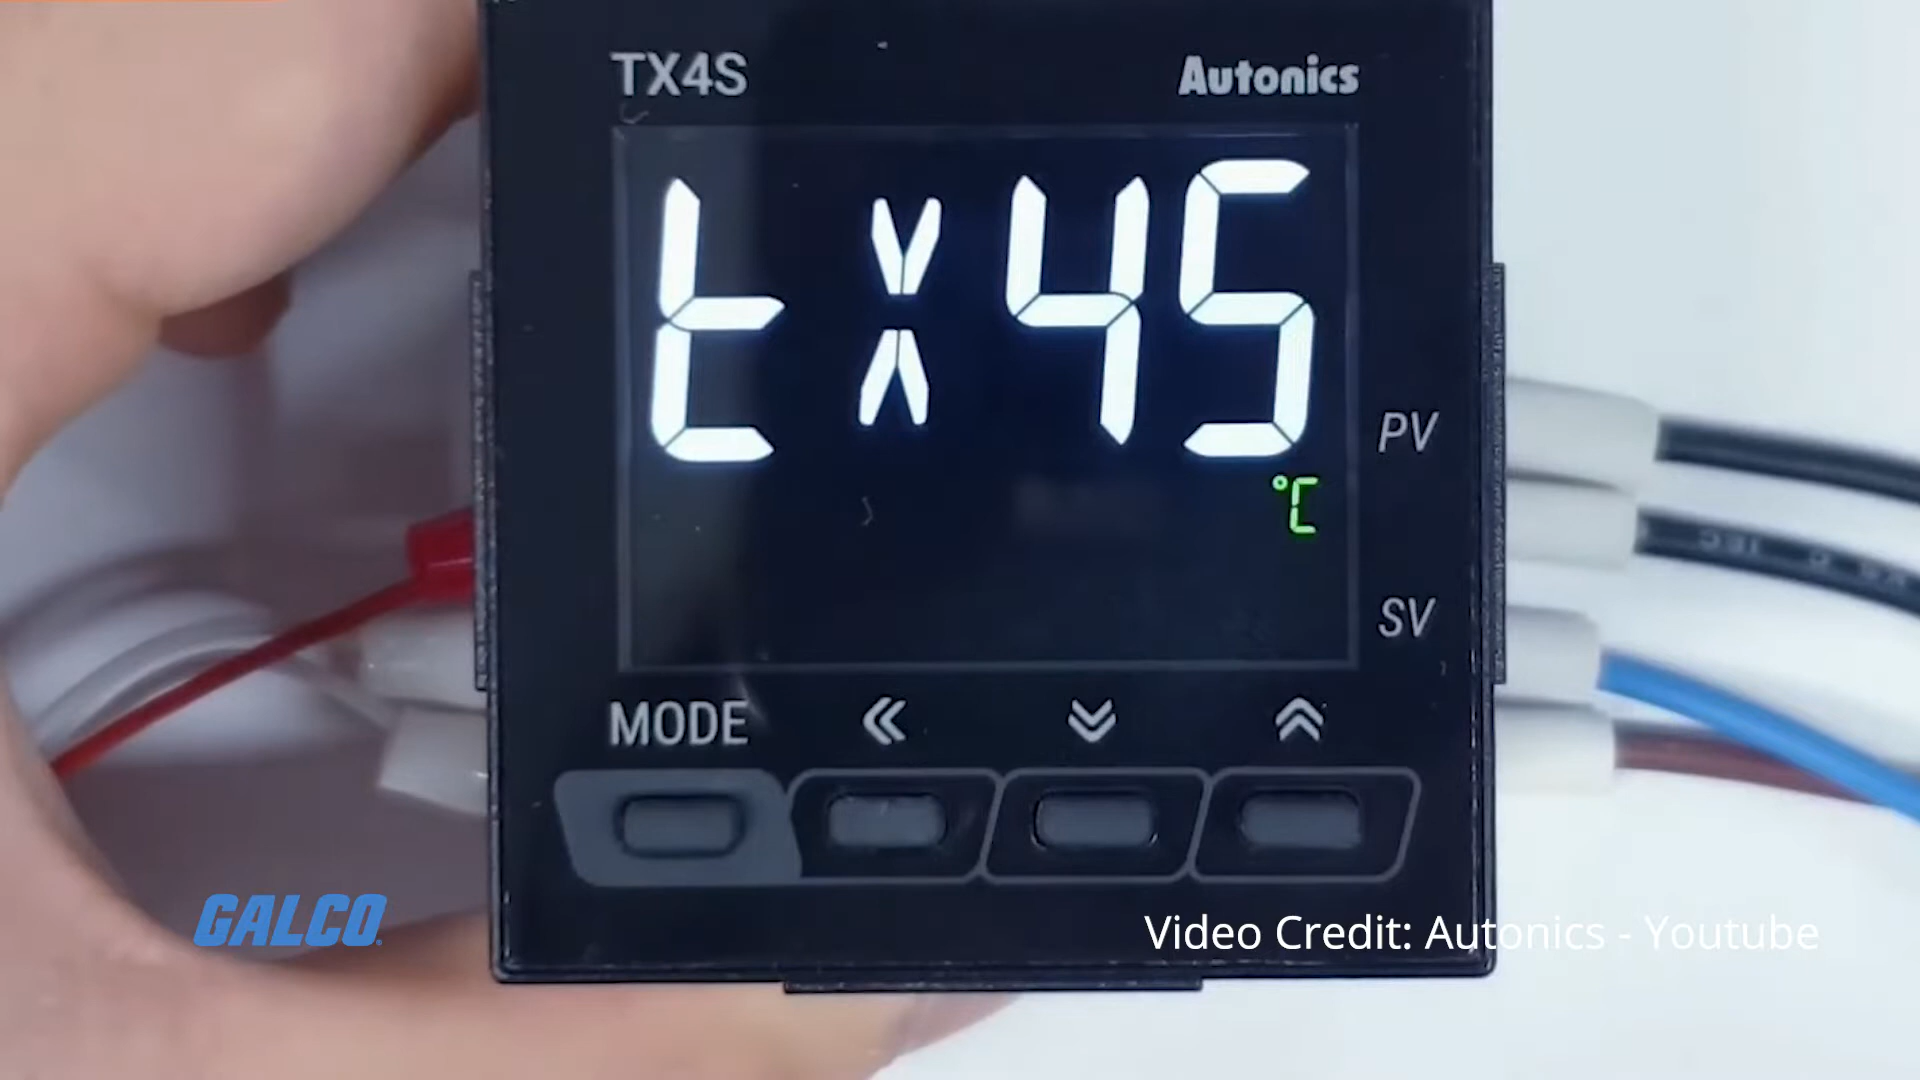 TX4S Autonics
tX4S
PV
°C
SV
MODE
GALCO
Video Credit: Autonics - Youtube